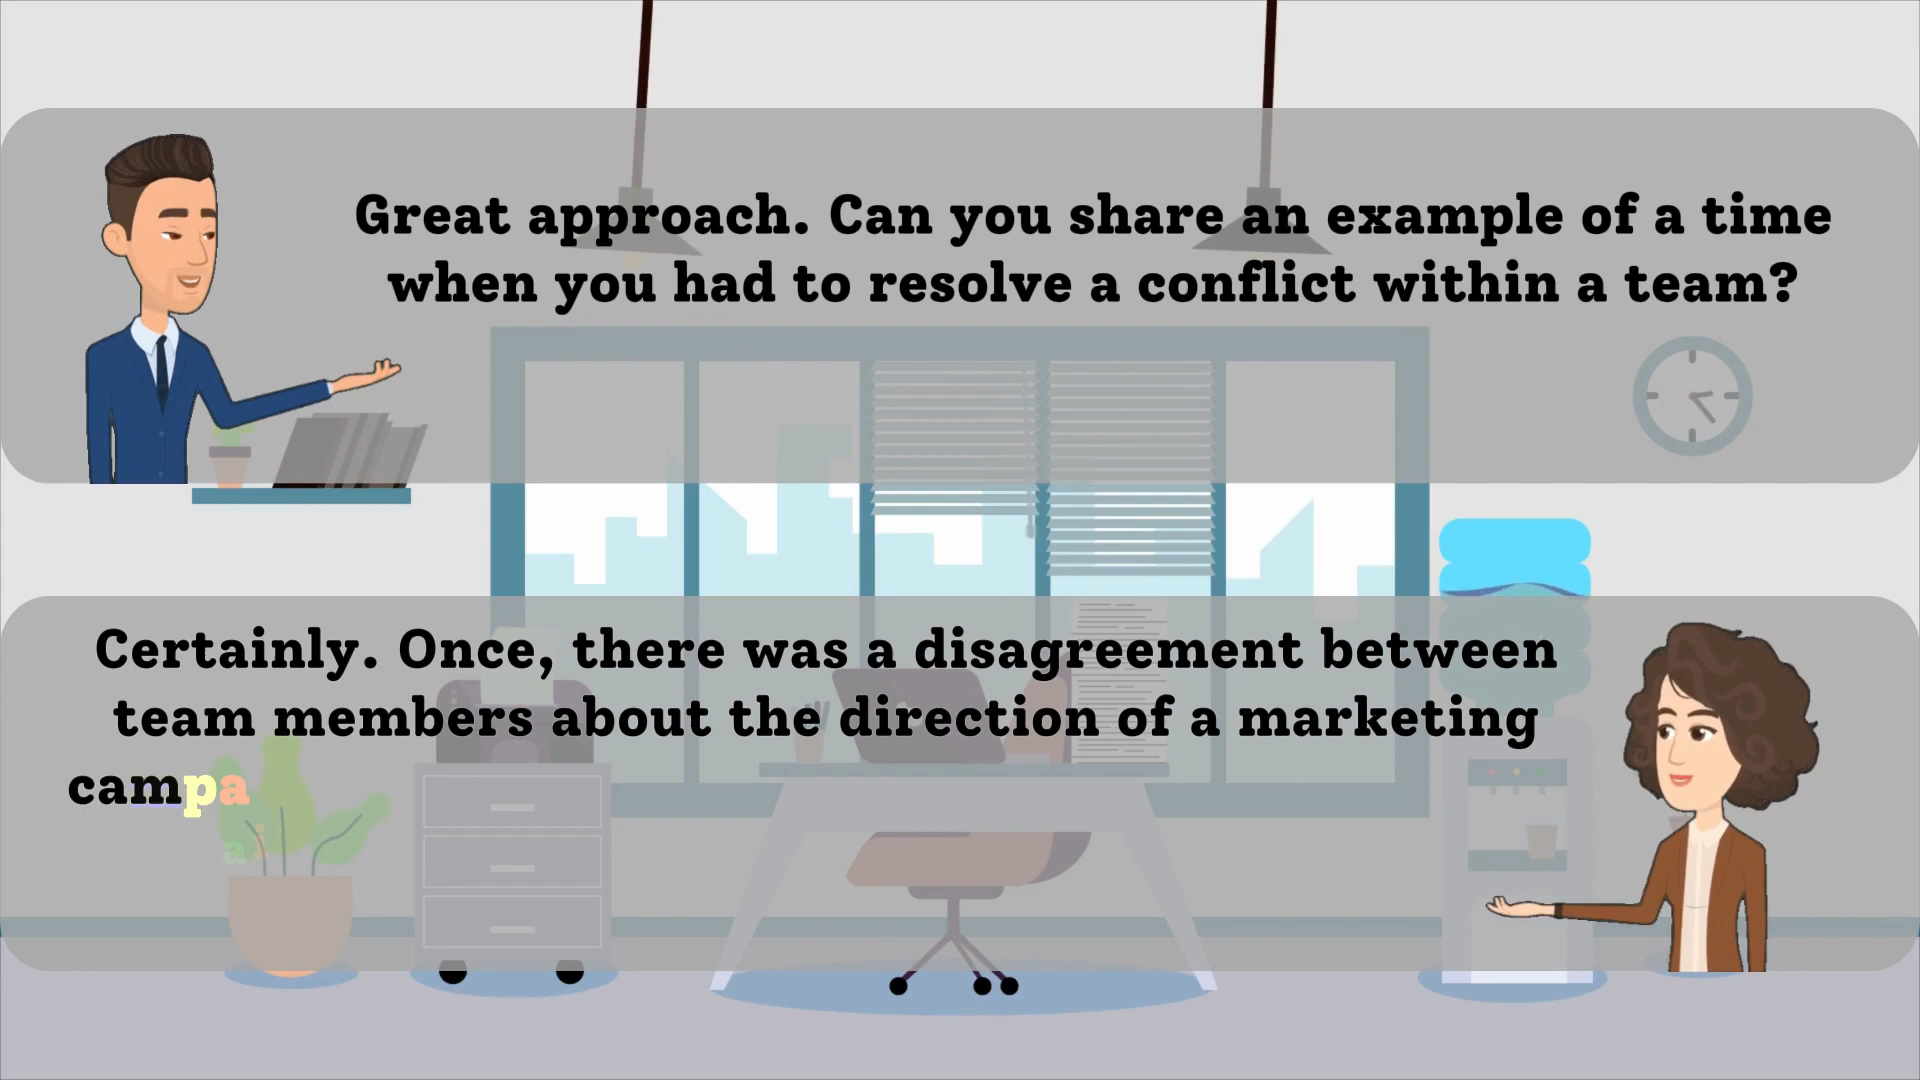 Great approach. Can you share an example of a time
when you had to resolve a conflict within a team?
Certainly. Once, there was a disagreement between
team members about the direction of a marketing
campa